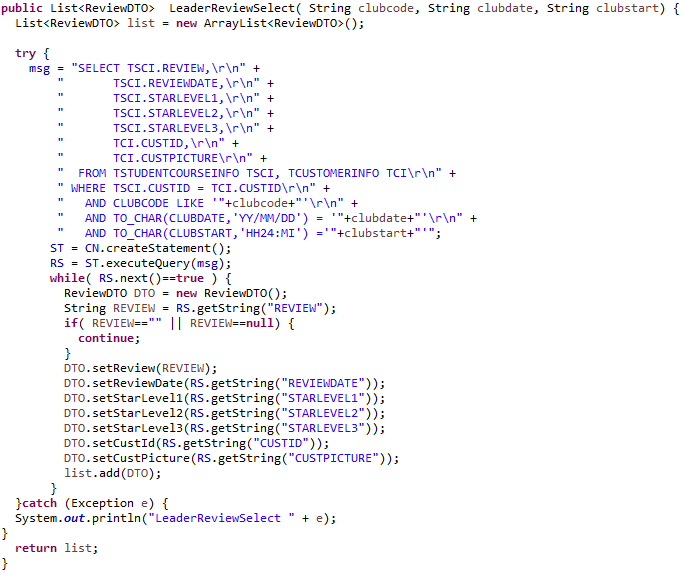 public List<ReviewDTO>  LeaderReviewSelect( String clubcode, String clubdate, String clubstart) {
  List<ReviewDTO> list = new ArrayList<ReviewDTO>();

  try {
    msg = "SELECT TSCI.REVIEW,\r\n" +
        "       TSCI.REVIEWDATE,\r\n" +
        "       TSCI.STARLEVEL1,\r\n" +
        "       TSCI.STARLEVEL2,\r\n" +
        "       TSCI.STARLEVEL3,\r\n" +
        "       TCI.CUSTID,\r\n" +
        "       TCI.CUSTPICTURE\r\n" +
        "  FROM TSTUDENTCOURSEINFO TSCI, TCUSTOMERINFO TCI\r\n" +
        " WHERE TSCI.CUSTID = TCI.CUSTID\r\n" +
        "   AND CLUBCODE LIKE '"+clubcode+"'\r\n" +
        "   AND TO_CHAR(CLUBDATE,'YY/MM/DD') = '"+clubdate+"'\r\n" +
        "   AND TO_CHAR(CLUBSTART,'HH24:MI') ='"+clubstart+"'";
       ST = CN.createStatement();
       RS = ST.executeQuery(msg);
       while( RS.next()==true ) {
         ReviewDTO DTO = new ReviewDTO();
         String REVIEW = RS.getString("REVIEW");
         if( REVIEW=="" || REVIEW==null) {
           continue;
         }
         DTO.setReview(REVIEW);
         DTO.setReviewDate(RS.getString("REVIEWDATE"));
         DTO.setStarLevel1(RS.getString("STARLEVEL1"));
         DTO.setStarLevel2(RS.getString("STARLEVEL2"));
         DTO.setStarLevel3(RS.getString("STARLEVEL3"));
         DTO.setCustId(RS.getString("CUSTID"));
         DTO.setCustPicture(RS.getString("CUSTPICTURE"));
         list.add(DTO);
       }
  }catch (Exception e) {
  System.out.println("LeaderReviewSelect " + e);
}
  return list;
}